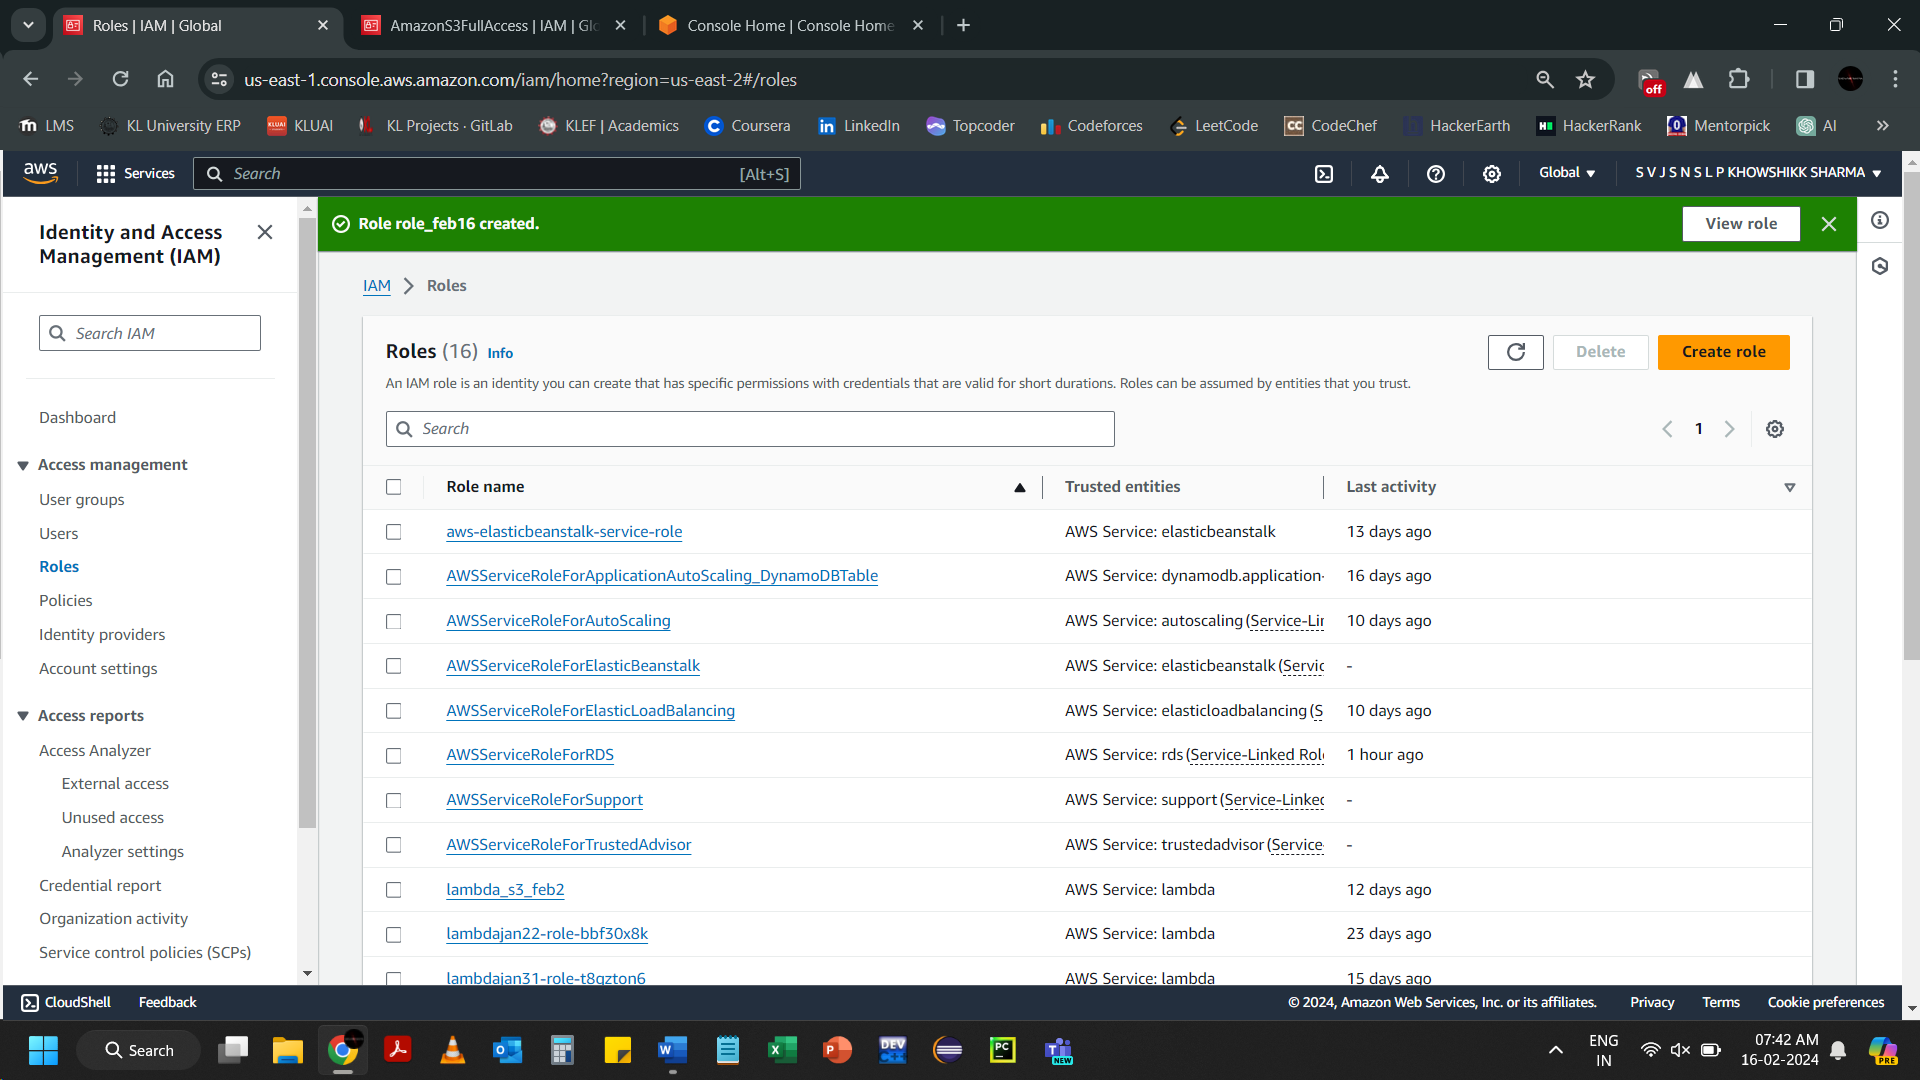 Roles | IAM | Global
AmazonS3FullAccess | IAM | Glo
Console Home | Console Home
us-east-1.console.aws.amazon.com/iam/home?region=us-east-2#/roles
off
LMS
KL University ERP
KLUAI
KL Projects · GitLab
KLEF | Academics
Coursera
LinkedIn
Topcoder
Codeforces
LeetCode
CodeChef
HackerEarth
HackerRank
Mentorpick
AI
aws
Services
Search
[Alt+S]
Global
S V J S N S L P KHOWSHIKK SHARMA
Identity and Access
Management (IAM)
Search IAM
Dashboard
Access management
User groups
Users
Roles
Policies
Identity providers
Account settings
Access reports
Access Analyzer
External access
Unused access
Analyzer settings
Credential report
Organization activity
Service control policies (SCPs)
Role role_feb16 created.
View role
IAM > Roles
Roles (16) Info
Delete
Create role
An IAM role is an identity you can create that has specific permissions with credentials that are valid for short durations. Roles can be assumed by entities that you trust.
Search
1
Role name Trusted entities Last activity
aws-elasticbeanstalk-service-role AWS Service: elasticbeanstalk 13 days ago
AWSServiceRoleForApplicationAutoScaling_DynamoDBTable AWS Service: dynamodb.application- 16 days ago
AWSServiceRoleForAutoScaling AWS Service: autoscaling (Service-Lin 10 days ago
AWSServiceRoleForElasticBeanstalk AWS Service: elasticbeanstalk (Servic -
AWSServiceRoleForElasticLoadBalancing AWS Service: elasticloadbalancing (S 10 days ago
AWSServiceRoleForRDS AWS Service: rds (Service-Linked Role 1 hour ago
AWSServiceRoleForSupport AWS Service: support (Service-Linked -
AWSServiceRoleForTrustedAdvisor AWS Service: trustedadvisor (Service- -
lambda_s3_feb2 AWS Service: lambda 12 days ago
lambdajan22-role-bbf30x8k AWS Service: lambda 23 days ago
lambdajan31-role-t8gzton6 AWS Service: lambda 15 days ago
CloudShell
Feedback
© 2024, Amazon Web Services, Inc. or its affiliates.
Privacy
Terms
Cookie preferences
Search
DEV
PC
NEW
ENG
IN
07:42 AM
16-02-2024
PRE